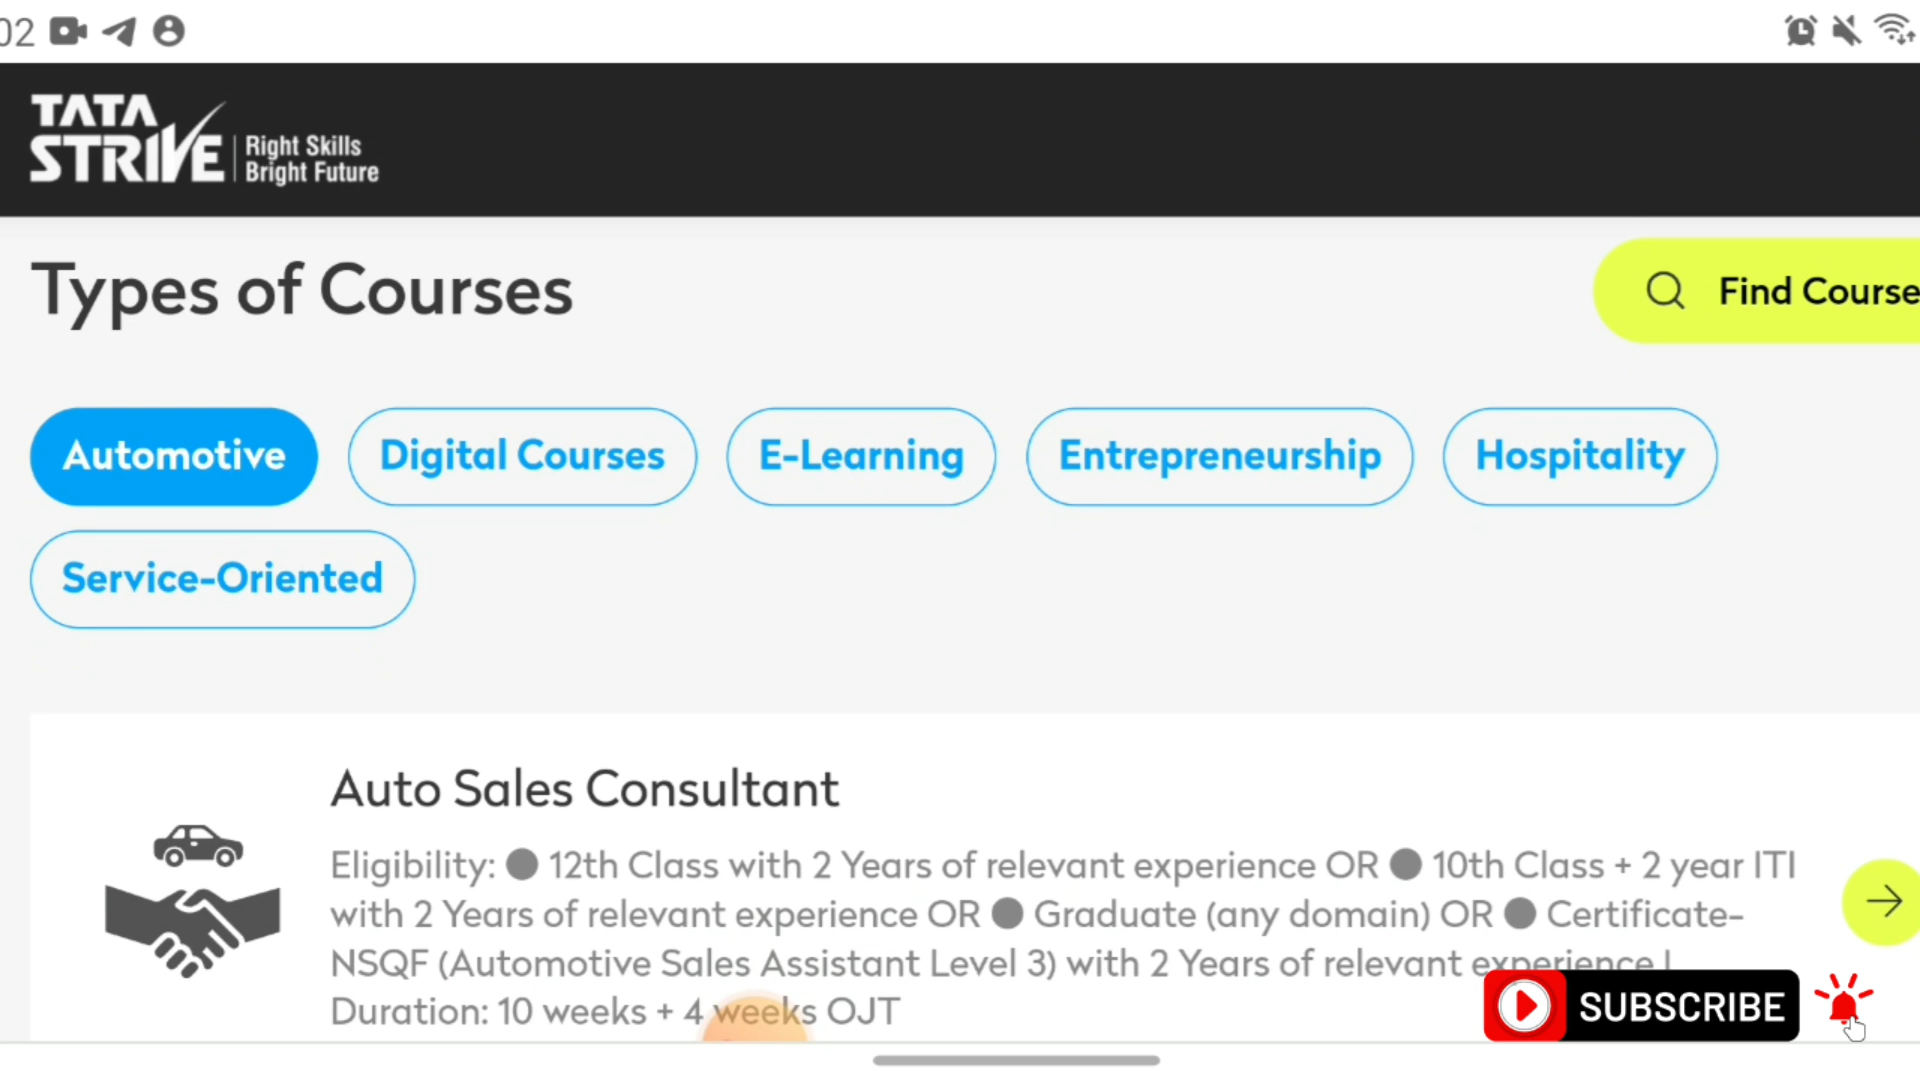 02
TATA
STRIVE
Right Skills
Bright Future
Types of Courses
Find Course
Automotive
Digital Courses
E-Learning
Entrepreneurship
Hospitality
Service-Oriented
Auto Sales Consultant
Eligibility: ● 12th Class with 2 Years of relevant experience OR ● 10th Class + 2 year ITI
with 2 Years of relevant experience OR ● Graduate (any domain) OR ● Certificate-
NSQF (Automotive Sales Assistant Level 3) with 2 Years of relevant experience |
Duration: 10 weeks + 4 weeks OJT
SUBSCRIBE